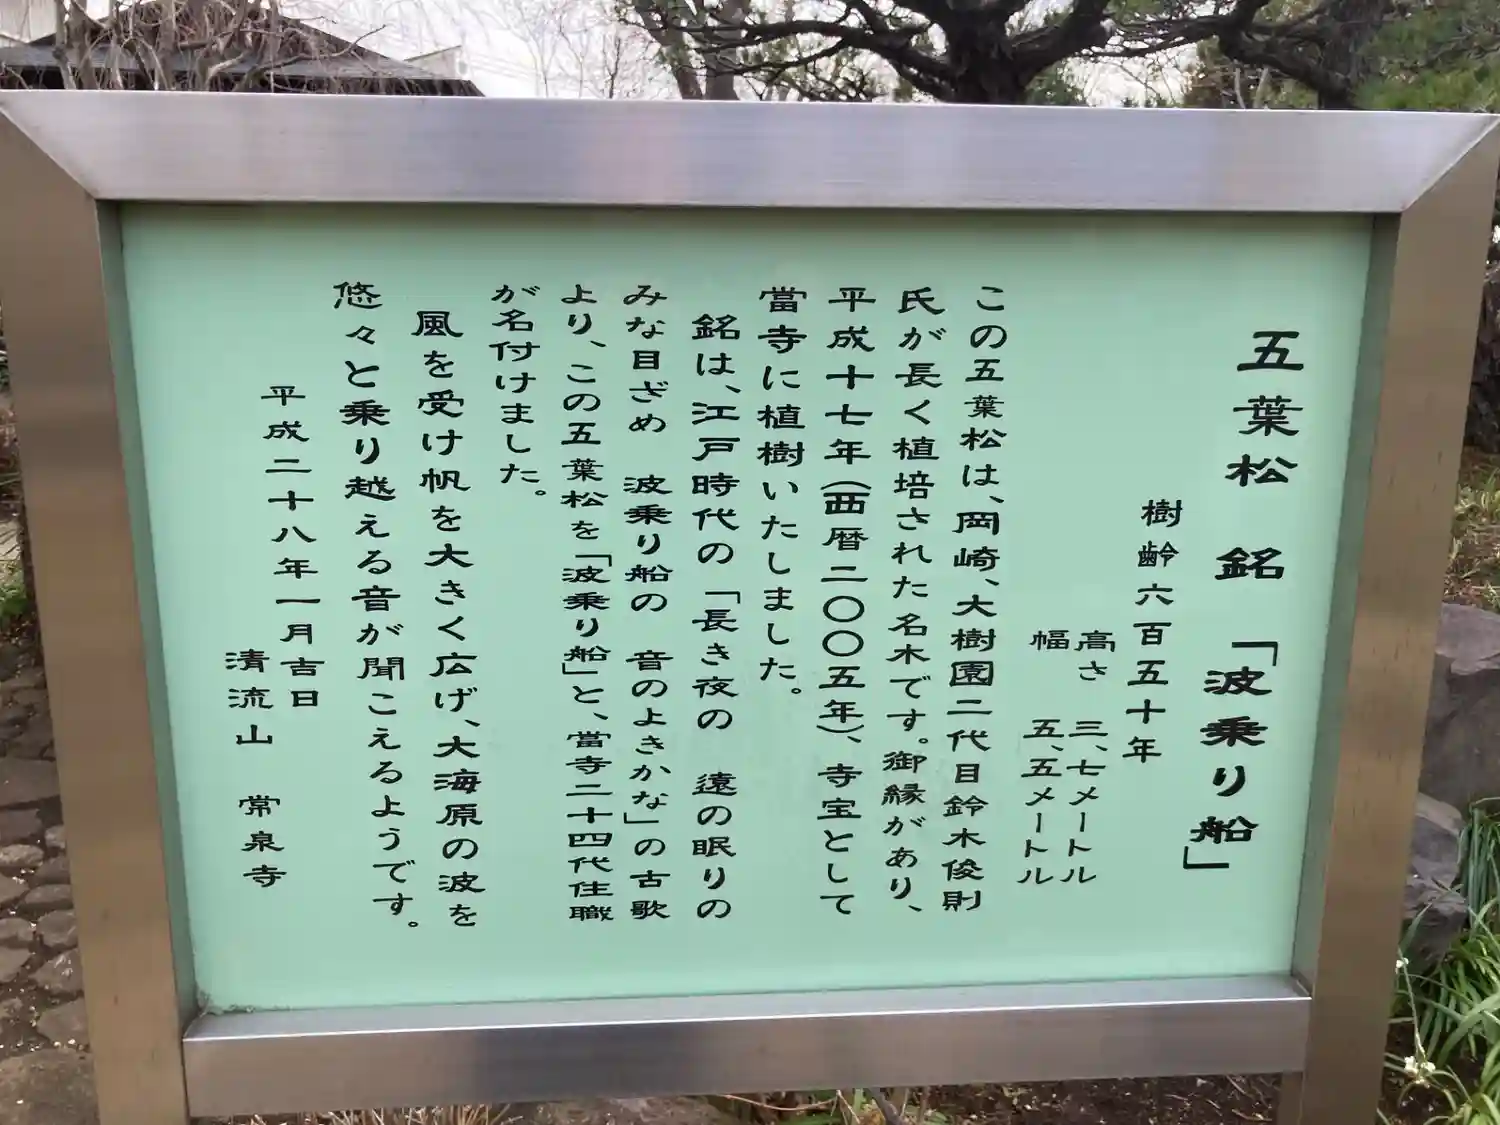 五葉松　銘「波乗り船」
樹齢六百五十年
高さ　三、七メートル
幅　　五、五メートル
この五葉松は、岡崎、大樹園二代目鈴木俊則
氏が長く植培された名木です。御縁があり、
平成十七年(西暦二〇〇五年)、寺宝として
當寺に植樹いたしました。
銘は、江戸時代の「長き夜の　遠の眠りの
みな目ざめ　波乗り船の　音のよきかな」の古歌
より、この五葉松を「波乗り船」と、當寺二十四代住職
が名付けました。
風を受け帆を大きく広げ、大海原の波を
悠々と乗り越える音が聞こえるようです。
平成二十八年一月吉日
清流山　常泉寺